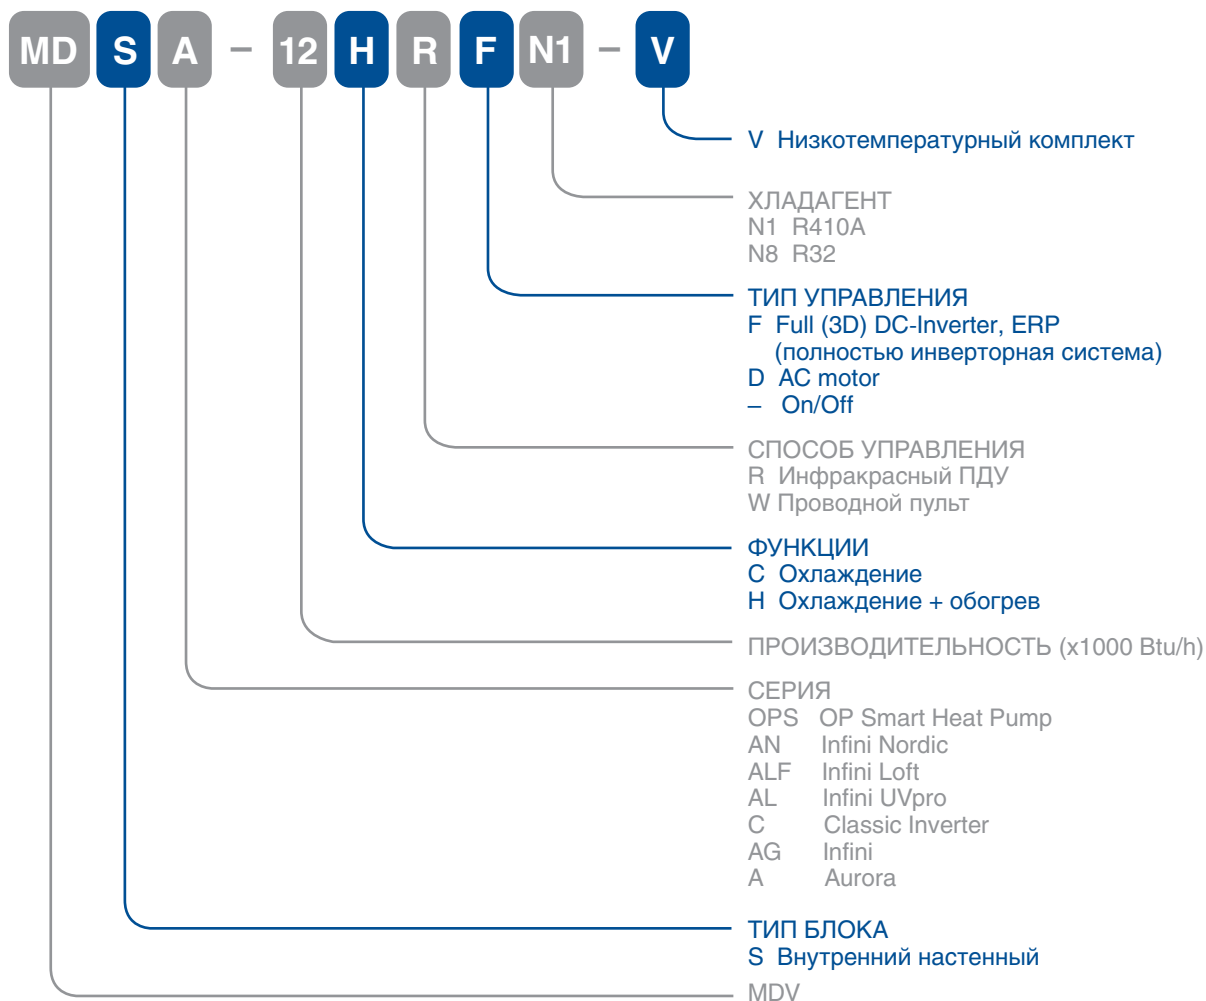 MD S A – 12 H R F N1 – V
V Низкотемпературный комплект
ХЛАДАГЕНТ
N1 R410A
N8 R32
ТИП УПРАВЛЕНИЯ
F Full (3D) DC-Inverter, ERP
(полностью инверторная система)
D AC motor
– On/Off
СПОСОБ УПРАВЛЕНИЯ
R Инфракрасный ПДУ
W Проводной пульт
ФУНКЦИИ
C Охлаждение
H Охлаждение + обогрев
ПРОИЗВОДИТЕЛЬНОСТЬ (x1000 Btu/h)
СЕРИЯ
OPS OP Smart Heat Pump
AN Infini Nordic
ALF Infini Loft
AL Infini UVpro
C Classic Inverter
AG Infini
A Aurora
ТИП БЛОКА
S Внутренний настенный
MDV